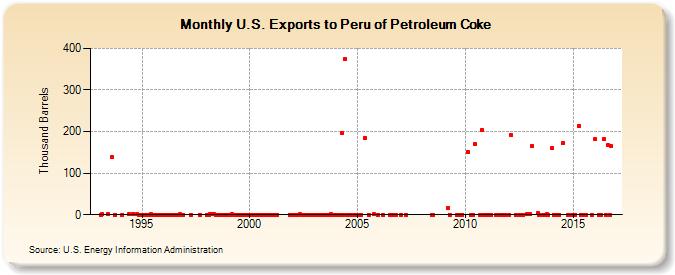 Monthly U.S. Exports to Peru of Petroleum Coke
Thousand Barrels
400
300
200
100
0
1995 2000 2005 2010 2015
Source: U.S. Energy Information Administration